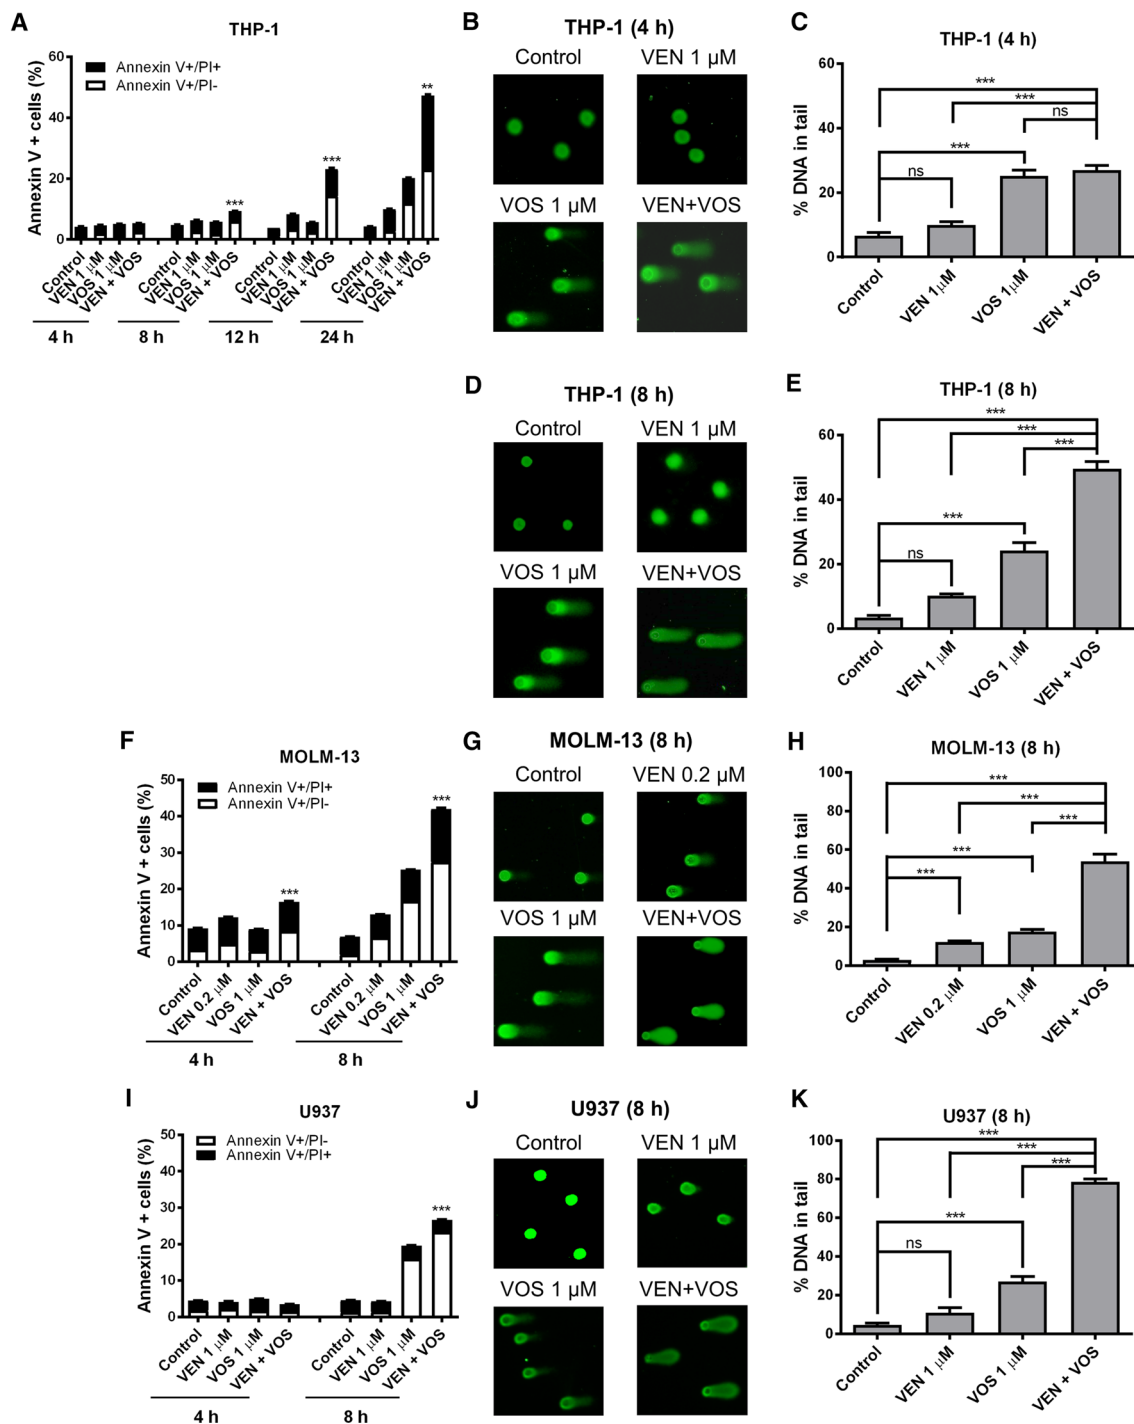 A
THP-1
60
40
20
0
Annexin V + cells (%)
Annexin V+/PI+
Annexin V+/PI-
***
***
**
Control
VEN 1 µM
VOS 1 µM
VEN + VOS
Control
VEN 1 µM
VOS 1 µM
VEN + VOS
Control
VEN 1 µM
VOS 1 µM
VEN + VOS
Control
VEN 1 µM
VOS 1 µM
VEN + VOS
4 h
8 h
12 h
24 h
B
THP-1 (4 h)
Control
VEN 1 µM
VOS 1 µM
VEN+VOS
C
THP-1 (4 h)
60
40
20
0
% DNA in tail
***
***
ns
***
ns
Control
VEN 1µM
VOS 1µM
VEN + VOS
D
THP-1 (8 h)
Control
VEN 1 µM
VOS 1 µM
VEN+VOS
E
THP-1 (8 h)
60
40
20
0
% DNA in tail
***
***
***
***
ns
Control
VEN 1 µM
VOS 1 µM
VEN + VOS
F
MOLM-13
50
40
30
20
10
0
Annexin V + cells (%)
Annexin V+/PI+
Annexin V+/PI-
***
***
Control
VEN 0.2 µM
VOS 1 µM
VEN + VOS
Control
VEN 0.2 µM
VOS 1 µM
VEN + VOS
4 h
8 h
G
MOLM-13 (8 h)
Control
VEN 0.2 µM
VOS 1 µM
VEN+VOS
H
MOLM-13 (8 h)
100
80
60
40
20
0
% DNA in tail
***
***
***
***
***
Control
VEN 0.2 µM
VOS 1 µM
VEN + VOS
I
U937
50
40
30
20
10
0
Annexin V + cells (%)
Annexin V+/PI-
Annexin V+/PI+
***
Control
VEN 1 µM
VOS 1 µM
VEN + VOS
Control
VEN 1 µM
VOS 1 µM
VEN + VOS
4 h
8 h
J
U937 (8 h)
Control
VEN 1 µM
VOS 1 µM
VEN+VOS
K
U937 (8 h)
100
80
60
40
20
0
% DNA in tail
***
***
***
***
ns
Control
VEN 1 µM
VOS 1 µM
VEN + VOS